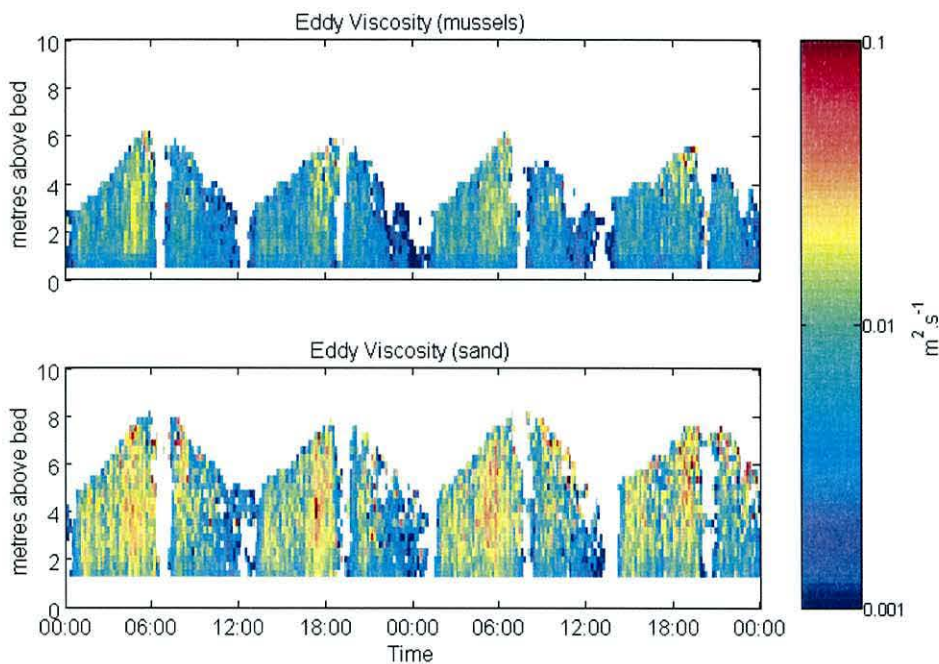 Eddy Viscosity (mussels)
10
8
6
4
2
0
metres above bed
Eddy Viscosity (sand)
10
8
6
4
2
0
metres above bed
00:00 06:00 12:00 18:00 00:00 06:00 12:00 18:00 00:00
Time
0.1
0.01
0.001
m².s⁻¹